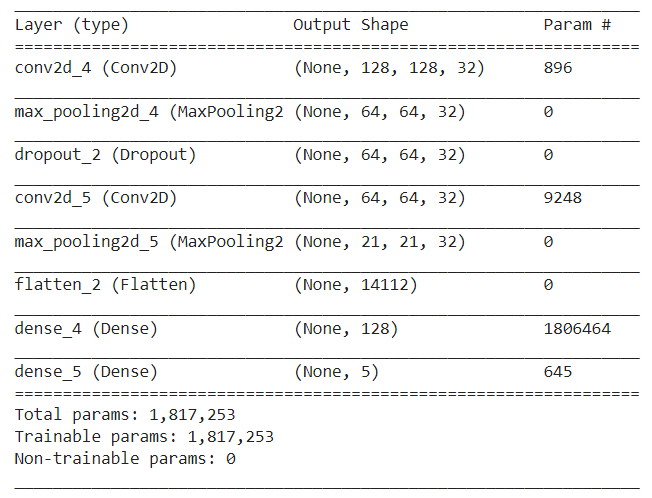 Layer (type) Output Shape Param #
=================================================================
conv2d_4 (Conv2D) (None, 128, 128, 32) 896
max_pooling2d_4 (MaxPooling2 (None, 64, 64, 32) 0
dropout_2 (Dropout) (None, 64, 64, 32) 0
conv2d_5 (Conv2D) (None, 64, 64, 32) 9248
max_pooling2d_5 (MaxPooling2 (None, 21, 21, 32) 0
flatten_2 (Flatten) (None, 14112) 0
dense_4 (Dense) (None, 128) 1806464
dense_5 (Dense) (None, 5) 645
=================================================================
Total params: 1,817,253
Trainable params: 1,817,253
Non-trainable params: 0